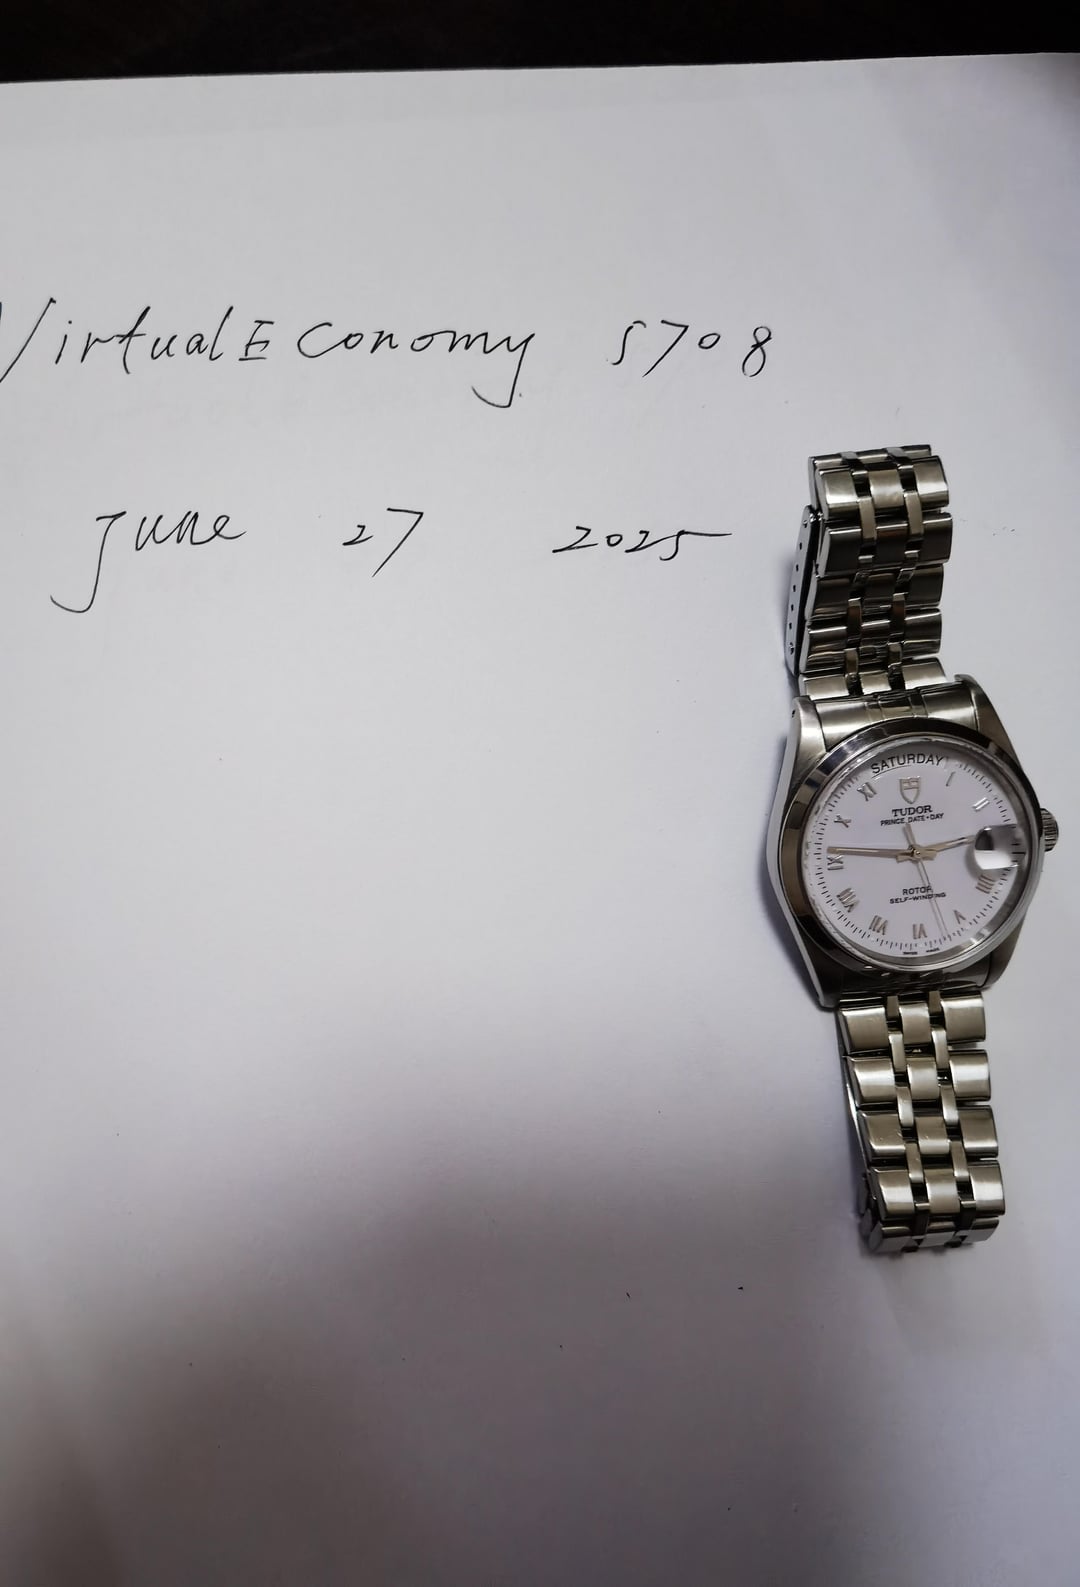 VirtualEconomy 5708
June 27 2025
SATURDAY
TUDOR
PRINCE DATE+DAY
ROTOR
SELF-WINDING